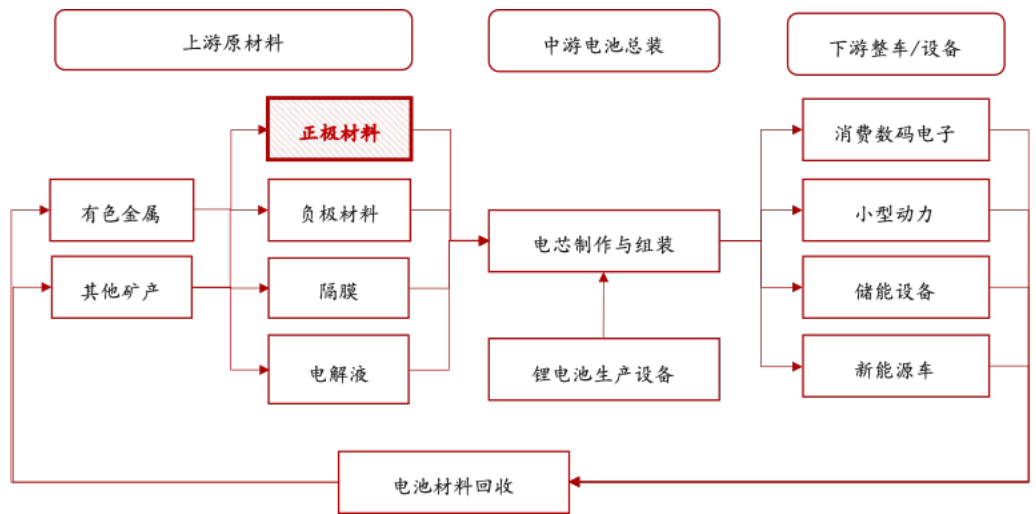 上游原材料
中游电池总装
下游整车/设备
正极材料
消费数码电子
有色金属
负极材料
小型动力
电芯制作与组装
其他矿产
隔膜
储能设备
电解液
锂电池生产设备
新能源车
电池材料回收